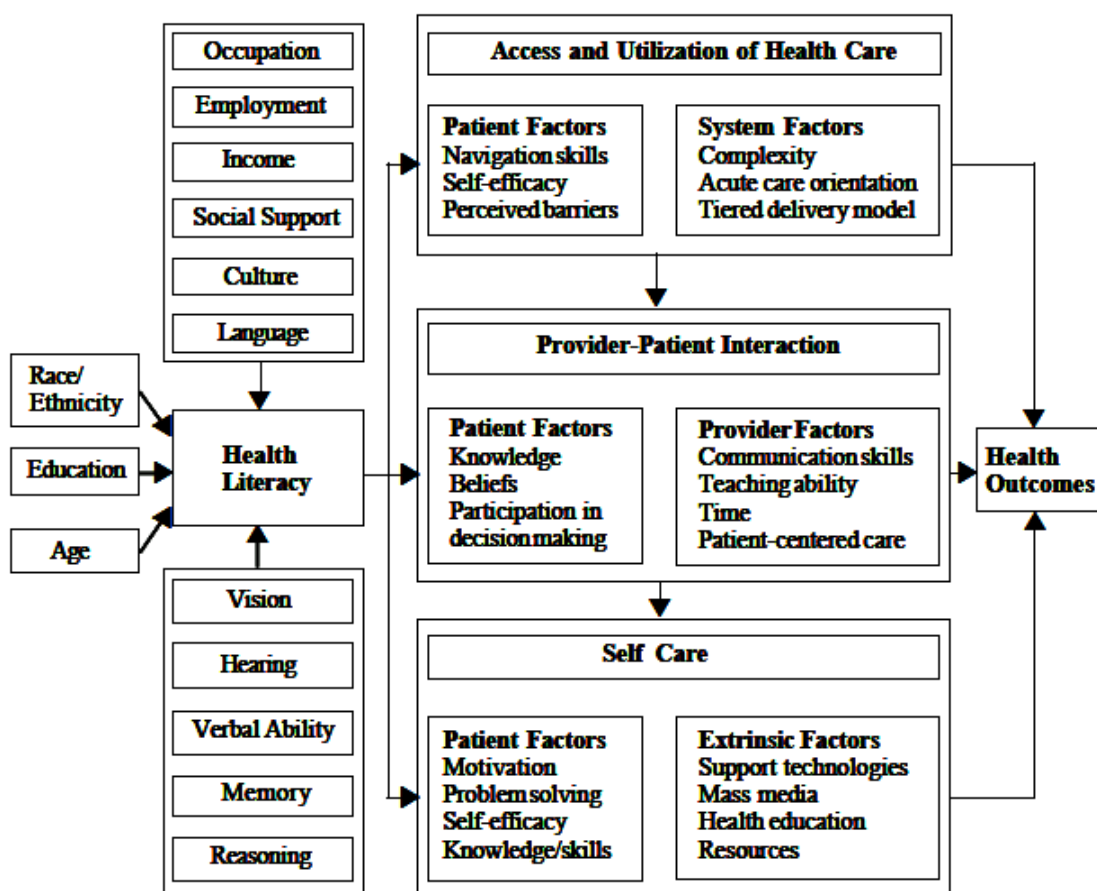 Occupation
Employment
Income
Social Support
Culture
Language
Race/
Ethnicity
Education
Age
Health
Literacy
Vision
Hearing
Verbal Ability
Memory
Reasoning
Access and Utilization of Health Care
Patient Factors
Navigation skills
Self-efficacy
Perceived barriers
System Factors
Complexity
Acute care orientation
Tiered delivery model
Provider-Patient Interaction
Patient Factors
Knowledge
Beliefs
Participation in
decision making
Provider Factors
Communication skills
Teaching ability
Time
Patient-centered care
Self Care
Patient Factors
Motivation
Problem solving
Self-efficacy
Knowledge/skills
Extrinsic Factors
Support technologies
Mass media
Health education
Resources
Health
Outcomes